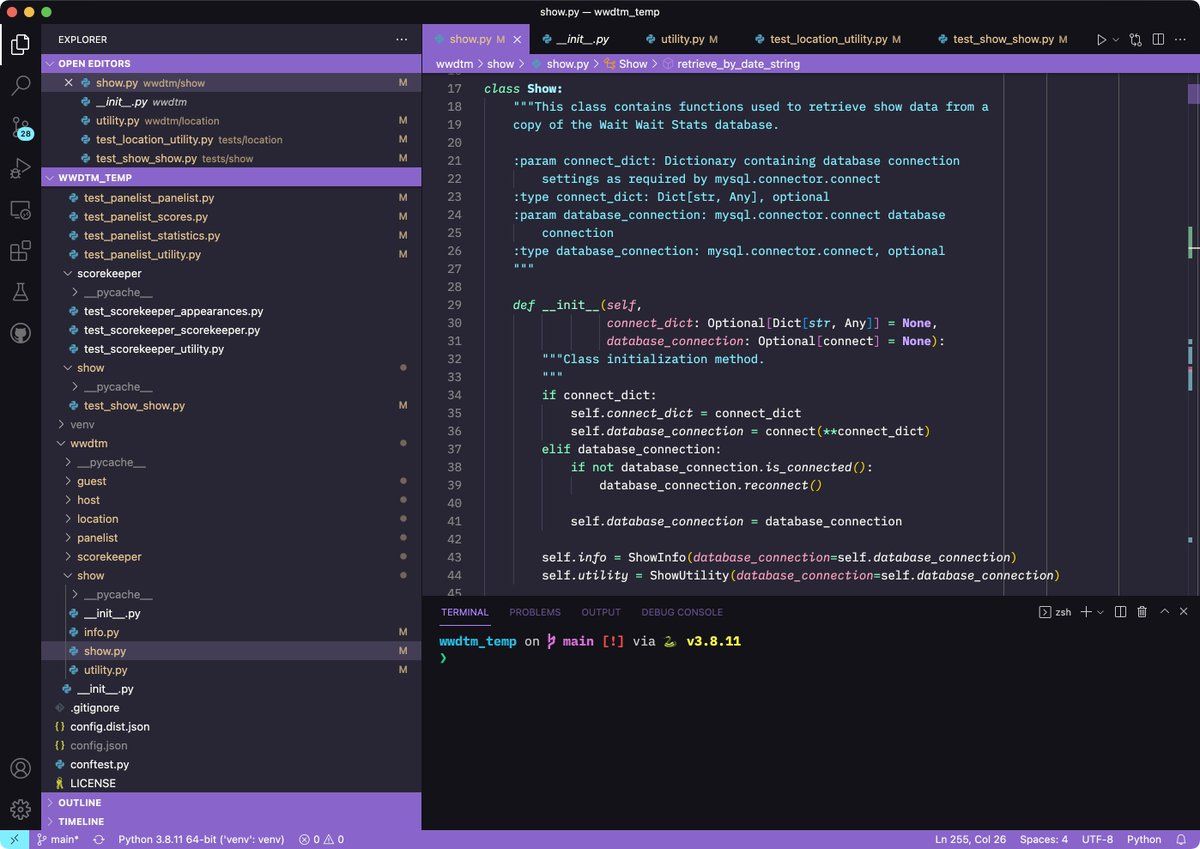 show.py — wwdtm_temp
EXPLORER
OPEN EDITORS
show.py wwdtm/show M
__init__.py wwdtm
utility.py wwdtm/location M
test_location_utility.py tests/location M
test_show_show.py tests/show M
WWDTM_TEMP
test_panelist_panelist.py M
test_panelist_scores.py M
test_panelist_statistics.py M
test_panelist_utility.py M
scorekeeper
__pycache__
test_scorekeeper_appearances.py
test_scorekeeper_scorekeeper.py
test_scorekeeper_utility.py
show
__pycache__
test_show_show.py M
venv
wwdtm
__pycache__
guest
host
location
panelist
scorekeeper
show
__pycache__
__init__.py
info.py M
show.py M
utility.py M
__init__.py
.gitignore
config.dist.json
config.json
conftest.py
LICENSE
OUTLINE
TIMELINE
28
show.py M __init__.py utility.py M test_location_utility.py M test_show_show.py M
wwdtm > show > show.py > Show > retrieve_by_date_string
17 class Show:
18 """This class contains functions used to retrieve show data from a
19 copy of the Wait Wait Stats database.
20
21 :param connect_dict: Dictionary containing database connection
22 settings as required by mysql.connector.connect
23 :type connect_dict: Dict[str, Any], optional
24 :param database_connection: mysql.connector.connect database
25 connection
26 :type database_connection: mysql.connector.connect, optional
27 """
28
29 def __init__(self,
30 connect_dict: Optional[Dict[str, Any]] = None,
31 database_connection: Optional[connect] = None):
32 """Class initialization method.
33 """
34 if connect_dict:
35 self.connect_dict = connect_dict
36 self.database_connection = connect(**connect_dict)
37 elif database_connection:
38 if not database_connection.is_connected():
39 database_connection.reconnect()
40
41 self.database_connection = database_connection
42
43 self.info = ShowInfo(database_connection=self.database_connection)
44 self.utility = ShowUtility(database_connection=self.database_connection)
45
TERMINAL PROBLEMS OUTPUT DEBUG CONSOLE zsh
wwdtm_temp on main [!] via 🐍 v3.8.11
❯
main* Python 3.8.11 64-bit ('venv': venv) 0 0 Ln 255, Col 26 Spaces: 4 UTF-8 Python